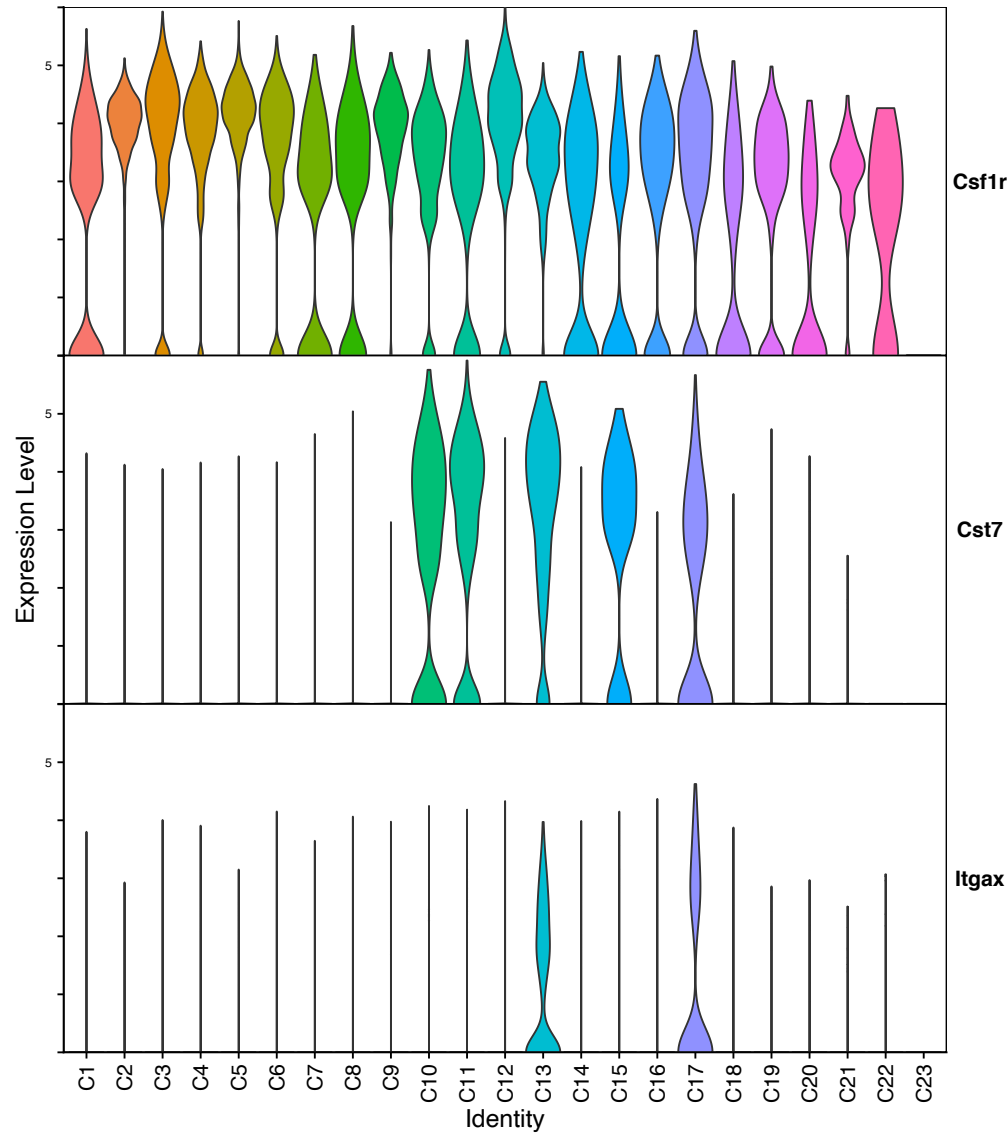 5
Csf1r
5
Cst7
5
Itgax
Expression Level
C1 C2 C3 C4 C5 C6 C7 C8 C9 C10 C11 C12 C13 C14 C15 C16 C17 C18 C19 C20 C21 C22 C23
Identity